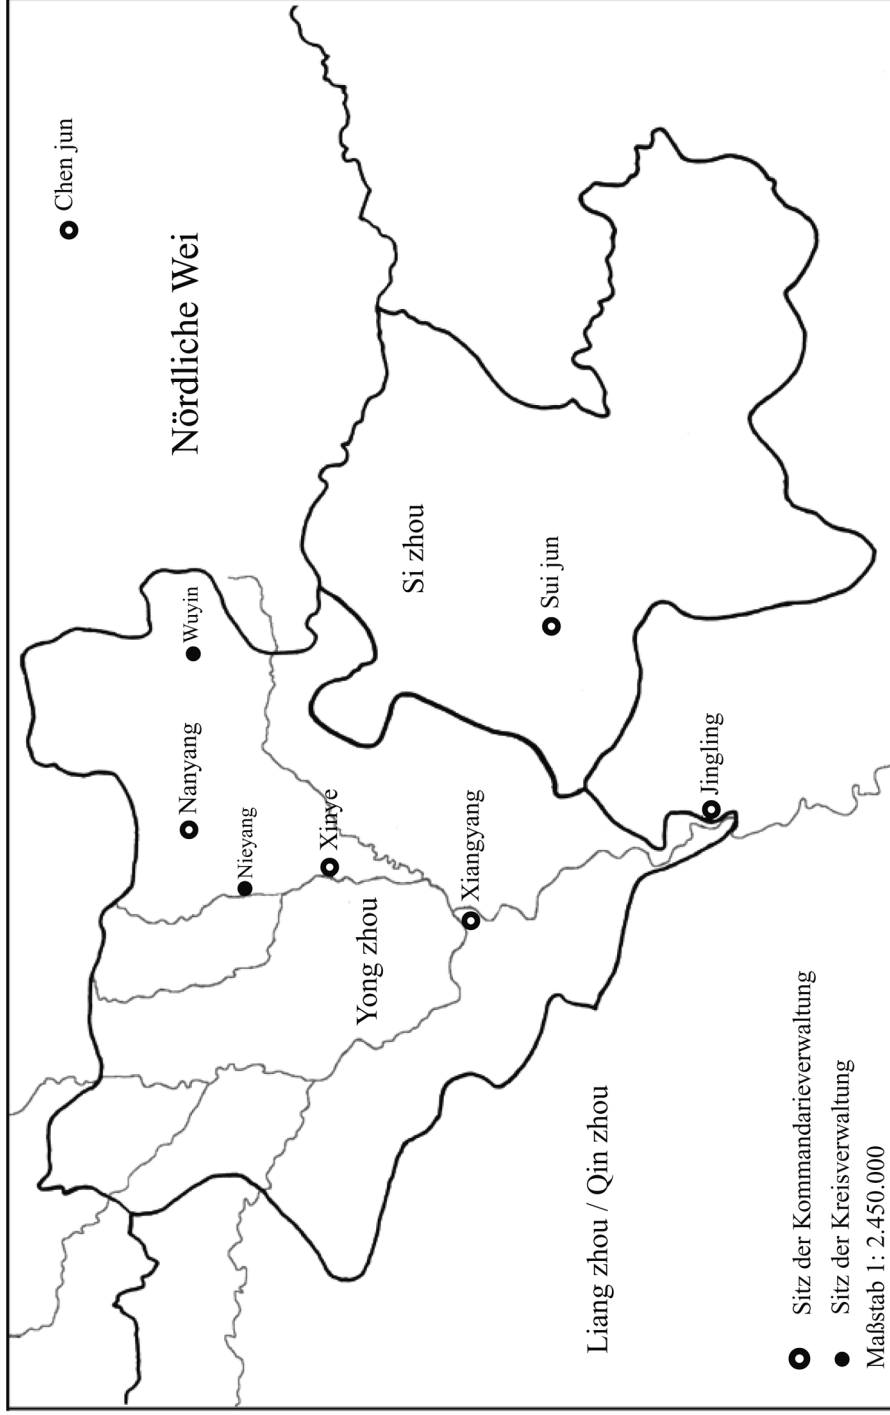 Chen jun
Nördliche Wei
Wuyin
Nanyang
Nieyang
Xinye
Si zhou
Yong zhou
Xiangyang
Sui jun
Jingling
Liang zhou / Qin zhou
Sitz der Kommandarieverwaltung
Sitz der Kreisverwaltung
Maßstab 1: 2.450.000